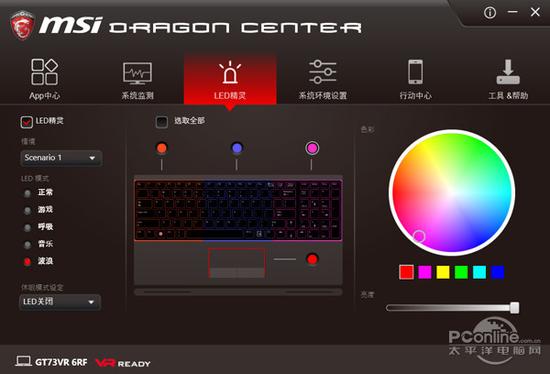 msi DRAGON CENTER
App中心
系统监测
LED精灵
系统环境设置
行动中心
工具 &帮助
LED精灵
选取全部
色彩
情境
Scenario 1
LED 模式
正常
游戏
呼吸
音乐
波浪
休眠模式设定
LED关闭
亮度
GT73VR 6RF
VR READY
PConline.com.cn
太平洋电脑网